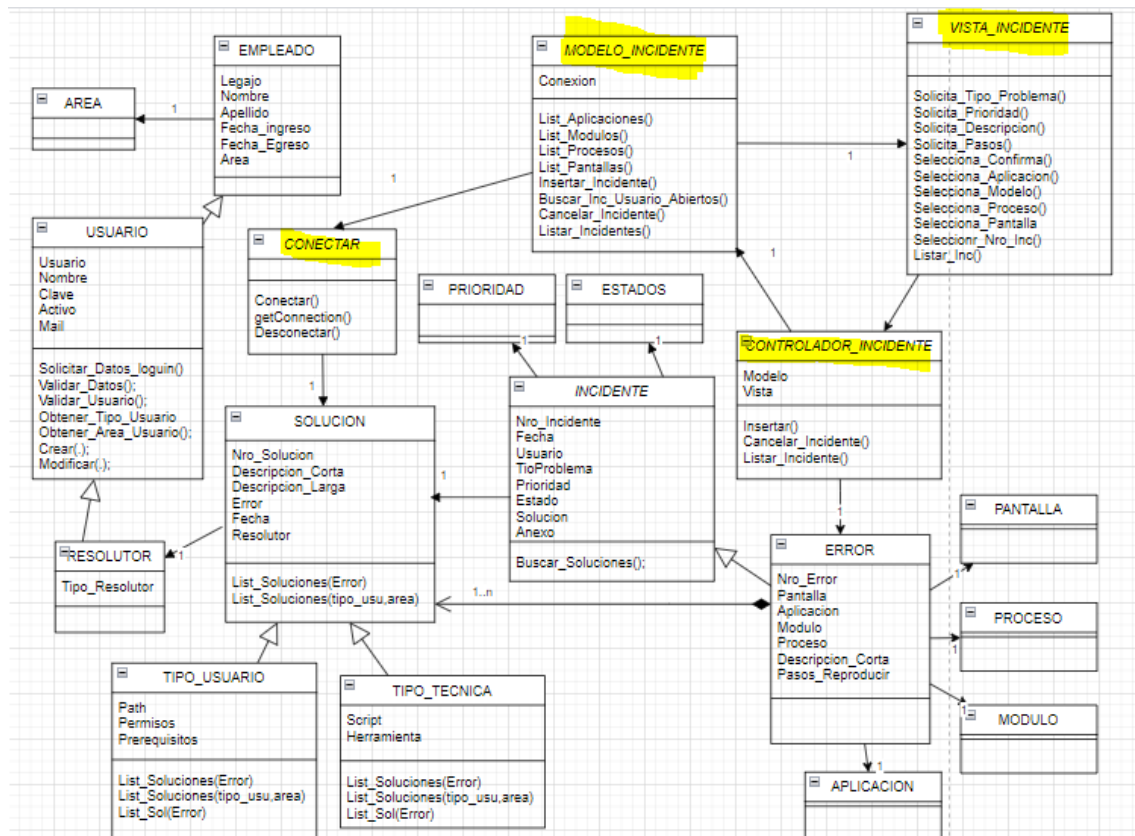 EMPLEADO
Legajo
Nombre
Apellido
Fecha_ingreso
Fecha_Egreso
Area
AREA
1
MODELO_INCIDENTE
Conexion
List_Aplicaciones()
List_Modulos()
List_Procesos()
List_Pantallas()
Insertar_Incidente()
Buscar_Inc_Usuario_Abiertos()
Cancelar_Incidente()
Listar_Incidentes()
1
1
VISTA_INCIDENTE
Solicita_Tipo_Problema()
Solicita_Prioridad()
Solicita_Descripcion()
Solicita_Pasos()
Selecciona_Confirma()
Selecciona_Aplicacion()
Selecciona_Modelo()
Selecciona_Proceso()
Selecciona_Pantalla
Seleccionr_Nro_Inc()
Listar_Inc()
1
USUARIO
Usuario
Nombre
Clave
Activo
Mail
Solicitar_Datos_loguin()
Validar_Datos();
Validar_Usuario();
Obtener_Tipo_Usuario
Obtener_Area_Usuario();
Crear(.);
Modificar(.);
CONECTAR
Conectar()
getConnection()
Desconectar()
1
PRIORIDAD
1
ESTADOS
1
CONTROLADOR_INCIDENTE
Modelo
Vista
Insertar()
Cancelar_Incidente()
Listar_Incidente()
1
INCIDENTE
Nro_Incidente
Fecha
Usuario
TioProblema
Prioridad
Estado
Solucion
Anexo
Buscar_Soluciones();
1
SOLUCION
Nro_Solucion
Descripcion_Corta
Descripcion_Larga
Error
Fecha
Resolutor
List_Soluciones(Error)
List_Soluciones(tipo_usu,area)
1
1..n
RESOLUTOR
Tipo_Resolutor
ERROR
Nro_Error
Pantalla
Aplicacion
Modulo
Proceso
Descripcion_Corta
Pasos_Reproducir
PANTALLA
1
PROCESO
1
MODULO
1
APLICACION
1
TIPO_USUARIO
Path
Permisos
Prerequisitos
List_Soluciones(Error)
List_Soluciones(tipo_usu,area)
List_Sol(Error)
TIPO_TECNICA
Script
Herramienta
List_Soluciones(Error)
List_Soluciones(tipo_usu,area)
List_Sol(Error)